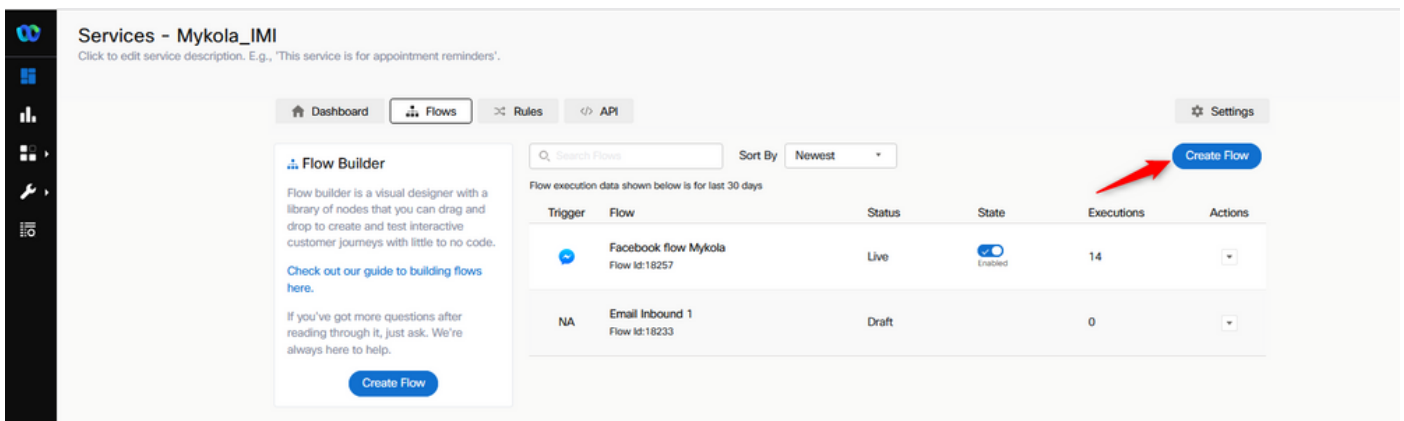 Services - Mykola_IMI
Click to edit service description. E.g., 'This service is for appointment reminders'.
Dashboard
Flows
Rules
</> API
Settings
Flow Builder
Flow builder is a visual designer with a
library of nodes that you can drag and
drop to create and test interactive
customer journeys with little to no code.
Check out our guide to building flows
here.
If you've got more questions after
reading through it, just ask. We're
always here to help.
Create Flow
Search Flows
Sort By Newest
Create Flow
Flow execution data shown below is for last 30 days
Trigger Flow Status State Executions Actions
Facebook flow Mykola
Flow Id:18257
Live
Enabled
14
NA
Email Inbound 1
Flow Id:18233
Draft
0